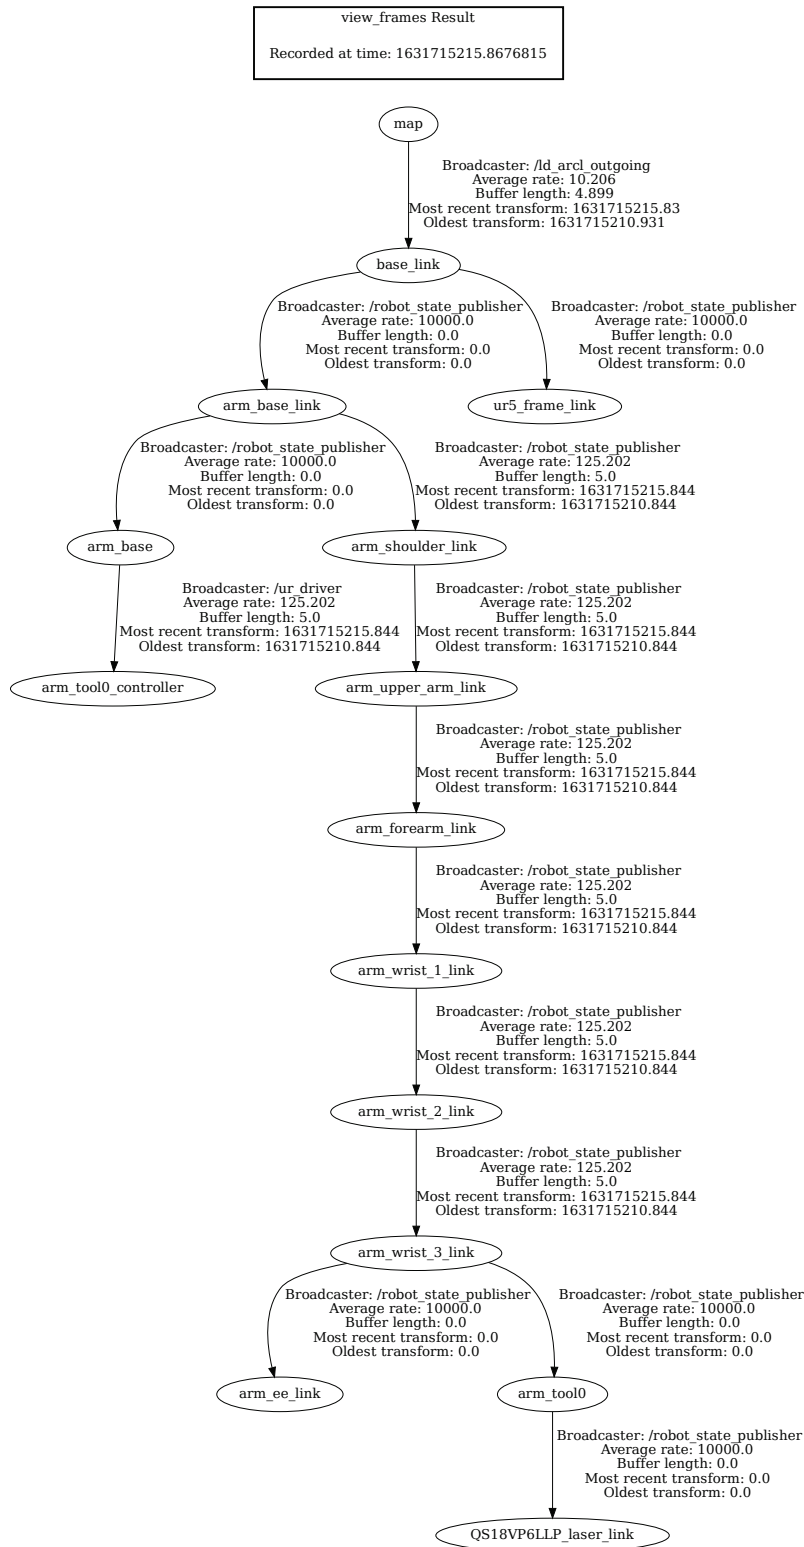 view_frames Result
Recorded at time: 1631715215.8676815
map
Broadcaster: /ld_arcl_outgoing
Average rate: 10.206
Buffer length: 4.899
Most recent transform: 1631715215.83
Oldest transform: 1631715210.931
base_link
Broadcaster: /robot_state_publisher
Average rate: 10000.0
Buffer length: 0.0
Most recent transform: 0.0
Oldest transform: 0.0
Broadcaster: /robot_state_publisher
Average rate: 10000.0
Buffer length: 0.0
Most recent transform: 0.0
Oldest transform: 0.0
arm_base_link
ur5_frame_link
Broadcaster: /robot_state_publisher
Average rate: 10000.0
Buffer length: 0.0
Most recent transform: 0.0
Oldest transform: 0.0
Broadcaster: /robot_state_publisher
Average rate: 125.202
Buffer length: 5.0
Most recent transform: 1631715215.844
Oldest transform: 1631715210.844
arm_base
arm_shoulder_link
Broadcaster: /ur_driver
Average rate: 125.202
Buffer length: 5.0
Most recent transform: 1631715215.844
Oldest transform: 1631715210.844
Broadcaster: /robot_state_publisher
Average rate: 125.202
Buffer length: 5.0
Most recent transform: 1631715215.844
Oldest transform: 1631715210.844
arm_tool0_controller
arm_upper_arm_link
Broadcaster: /robot_state_publisher
Average rate: 125.202
Buffer length: 5.0
Most recent transform: 1631715215.844
Oldest transform: 1631715210.844
arm_forearm_link
Broadcaster: /robot_state_publisher
Average rate: 125.202
Buffer length: 5.0
Most recent transform: 1631715215.844
Oldest transform: 1631715210.844
arm_wrist_1_link
Broadcaster: /robot_state_publisher
Average rate: 125.202
Buffer length: 5.0
Most recent transform: 1631715215.844
Oldest transform: 1631715210.844
arm_wrist_2_link
Broadcaster: /robot_state_publisher
Average rate: 125.202
Buffer length: 5.0
Most recent transform: 1631715215.844
Oldest transform: 1631715210.844
arm_wrist_3_link
Broadcaster: /robot_state_publisher
Average rate: 10000.0
Buffer length: 0.0
Most recent transform: 0.0
Oldest transform: 0.0
Broadcaster: /robot_state_publisher
Average rate: 10000.0
Buffer length: 0.0
Most recent transform: 0.0
Oldest transform: 0.0
arm_ee_link
arm_tool0
Broadcaster: /robot_state_publisher
Average rate: 10000.0
Buffer length: 0.0
Most recent transform: 0.0
Oldest transform: 0.0
QS18VP6LLP_laser_link